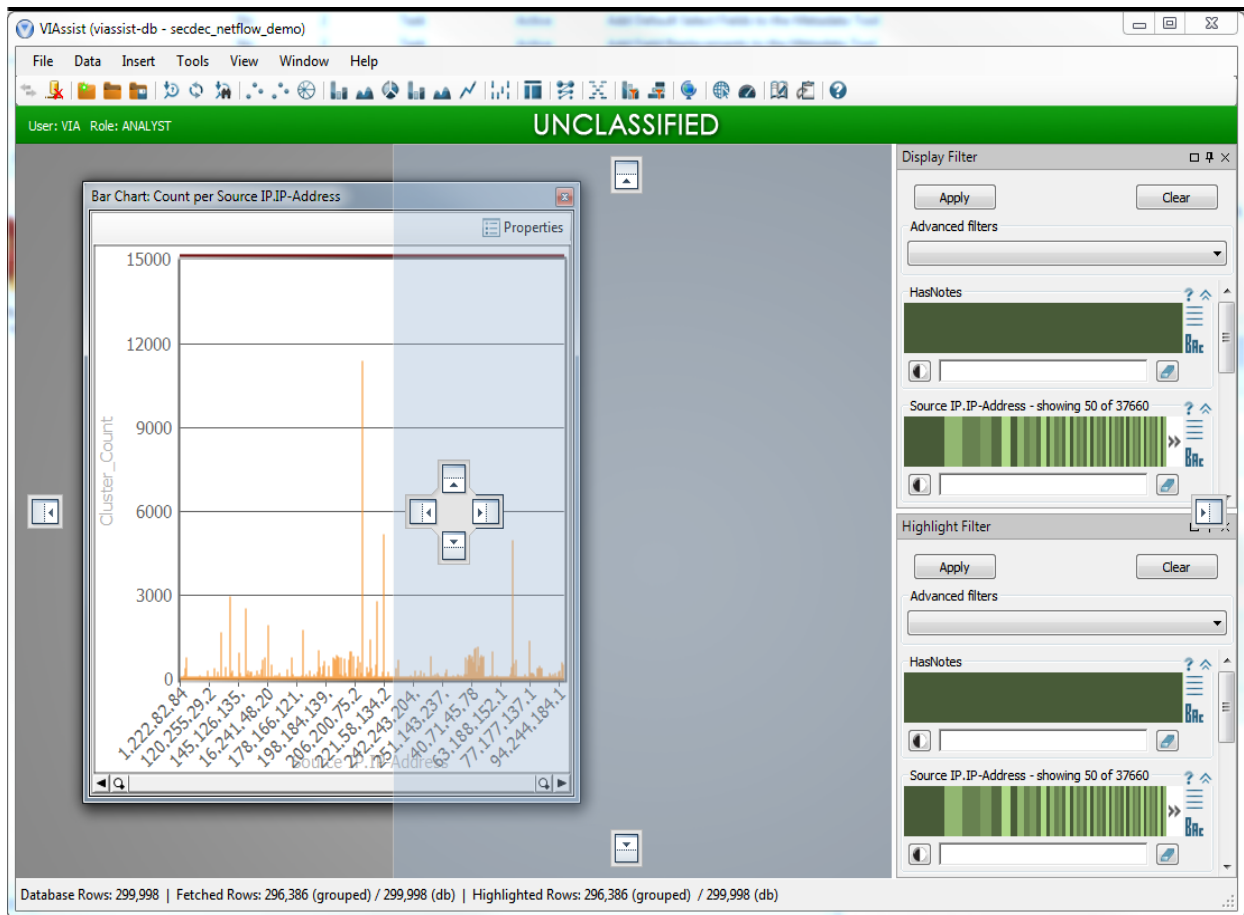 VIAssist (viassist-db - secdec_netflow_demo)
File Data Insert Tools View Window Help
User: VIA Role: ANALYST
UNCLASSIFIED
Bar Chart: Count per Source IP.IP-Address
Properties
15000
12000
9000
6000
3000
0
Cluster_Count
1.222.82.84
120.255.29.2
145.126.135.
16.241.48.20
178.166.121.
198.184.139.
206.200.75.2
221.58.134.2
242.243.204.
251.143.237.
40.71.45.78
63.188.152.1
77.177.137.1
94.244.184.1
Source IP.IP-Address
Display Filter
Apply Clear
Advanced filters
HasNotes
BAc
Source IP.IP-Address - showing 50 of 37660
BAc
Highlight Filter
Apply Clear
Advanced filters
HasNotes
BAc
Source IP.IP-Address - showing 50 of 37660
BAc
Database Rows: 299,998 | Fetched Rows: 296,386 (grouped) / 299,998 (db) | Highlighted Rows: 296,386 (grouped) / 299,998 (db)